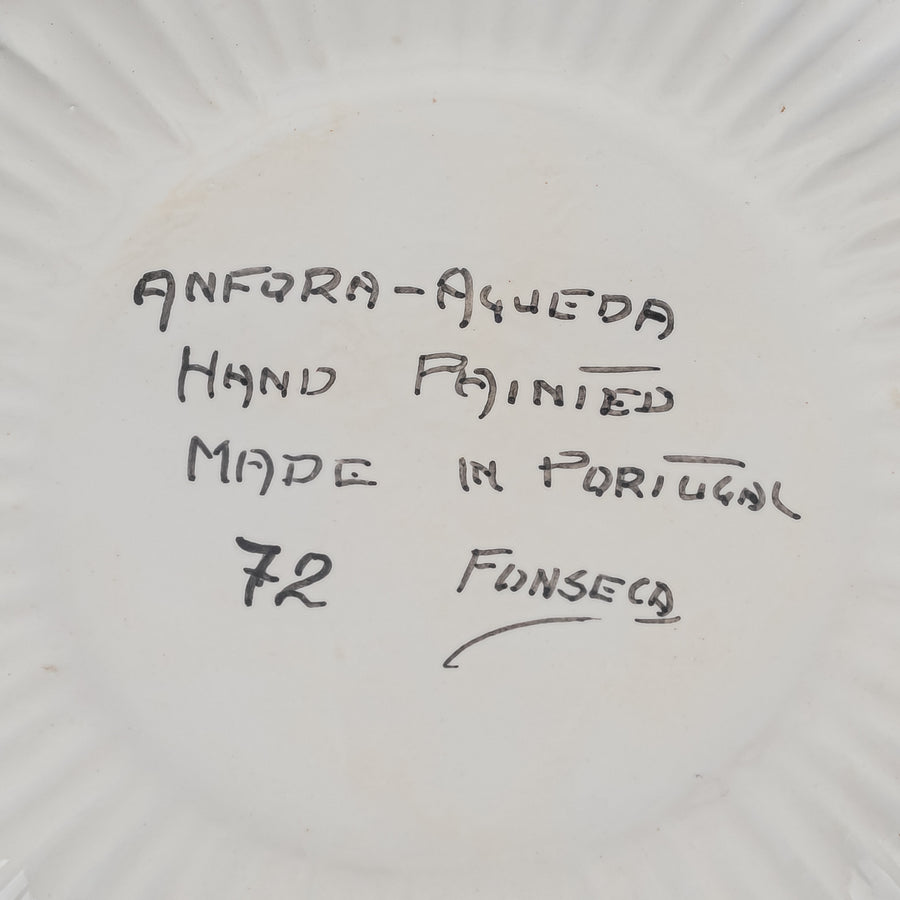 ANFORA-AGUEDA
HAND PAINTED
MADE IN PORTUGAL
72 FONSECA